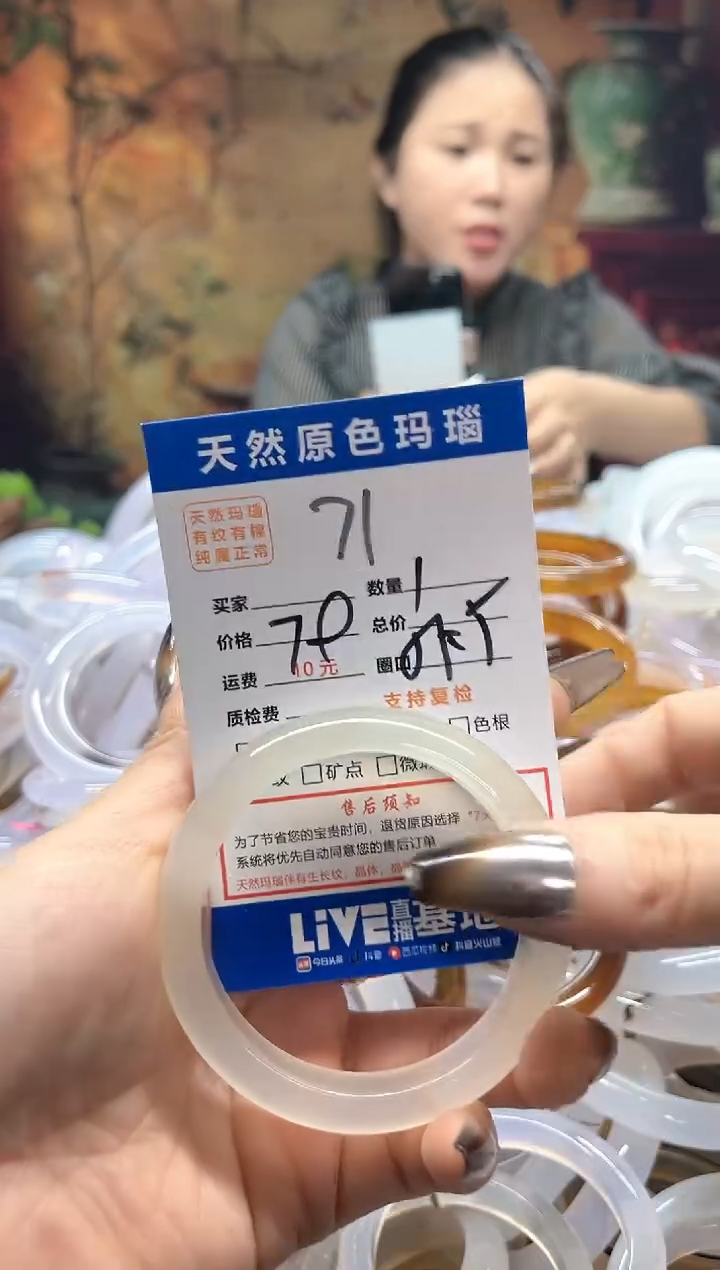 天然原色玛瑙
71
天然玛瑙
有纹有棉
纯属正常
买家 数量 1
价格 78 总价
运费 10元 圈口
支持复检
质检费
□色根
□矿点 □微
售后须知
为了节省您的宝贵时间，退货原因选择 "7
系统将优先自动同意您的售后订单
天然玛瑙伴有生长纹，晶体，
LiVE直播基地
今日头条 抖音 西瓜视频 抖音火山版